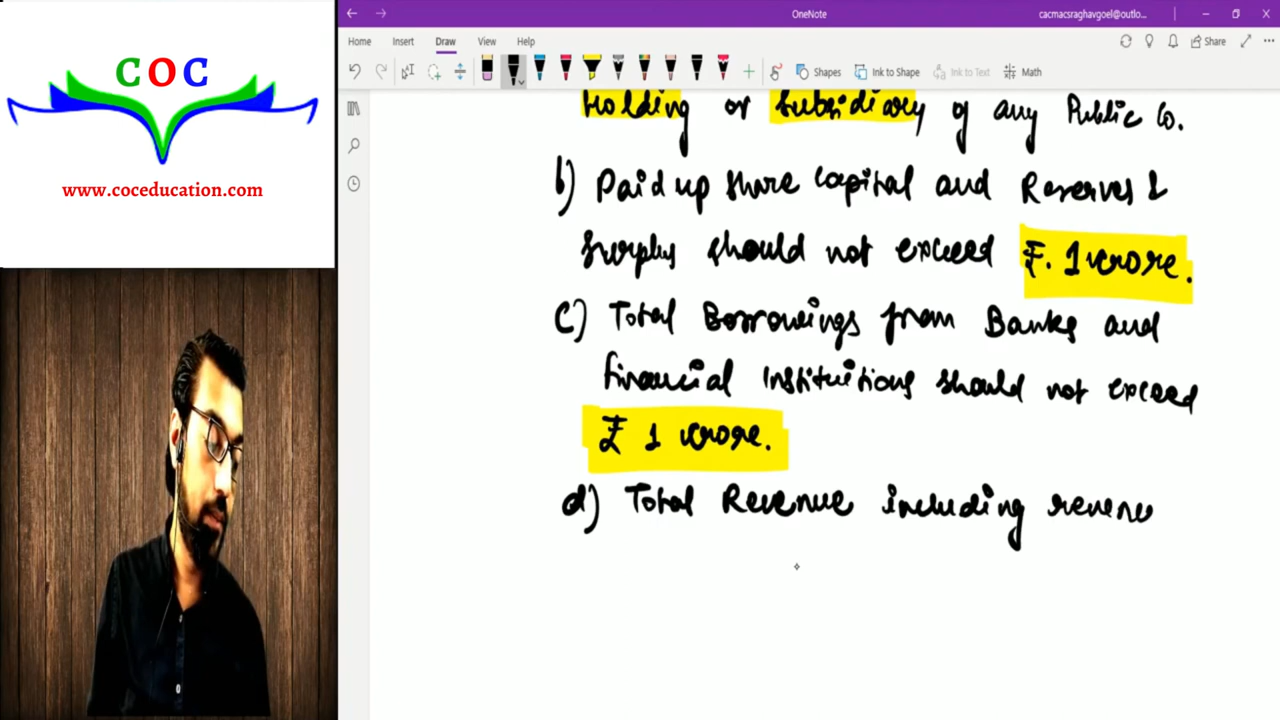 COC
www.coceducation.com
OneNote
cacmacsraghavgoel@outlo...
Home Insert Draw View Help
Share
Shapes Ink to Shape Ink to Text Math
Holding or Subsidiary of any Public Co.
b) Paid up share capital and Reserves &
Surplus should not exceed ₹. 1 crore.
c) Total Borrowings from Banks and
financial instituitions should not exceed
₹ 1 crore.
d) Total Revenue including revenu